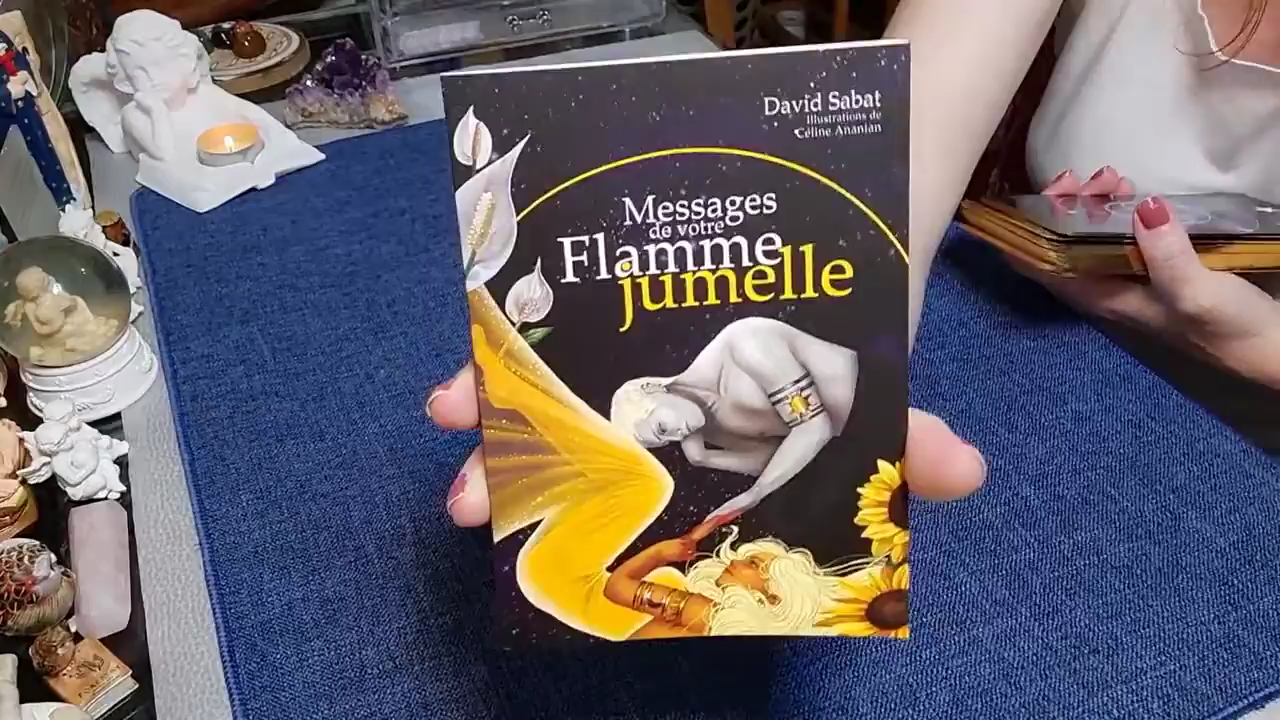 David Sabat
Illustrations de
Céline Ananian
Messages
de votre
Flamme
jumelle